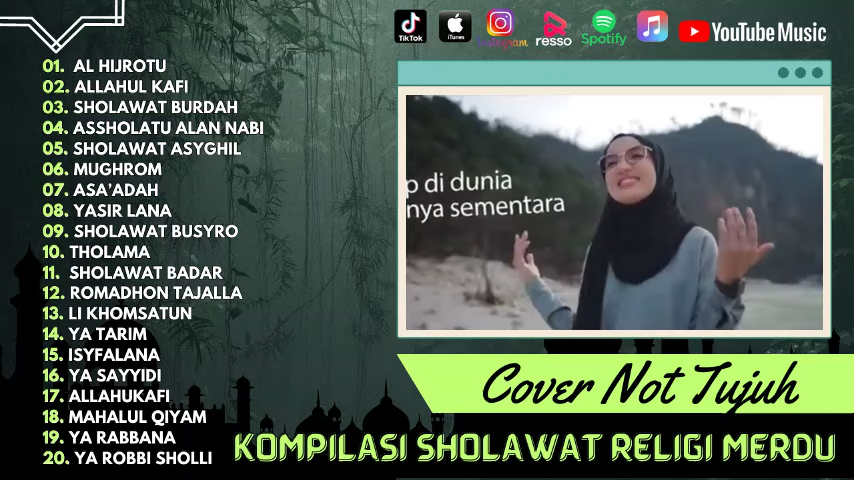 TikTok
iTunes
Instagram
resso
Spotify
YouTube Music
01. AL HIJROTU
02. ALLAHUL KAFI
03. SHOLAWAT BURDAH
04. ASSHOLATU ALAN NABI
05. SHOLAWAT ASYGHIL
06. MUGHROM
07. ASA'ADAH
08. YASIR LANA
09. SHOLAWAT BUSYRO
10. THOLAMA
11. SHOLAWAT BADAR
12. ROMADHON TAJALLA
13. LI KHOMSATUN
14. YA TARIM
15. ISYFALANA
16. YA SAYYIDI
17. ALLAHUKAFI
18. MAHALUL QIYAM
19. YA RABBANA
20. YA ROBBI SHOLLI
p di dunia
nya sementara
Cover Not Tujuh
KOMPILASI SHOLAWAT RELIGI MERDU